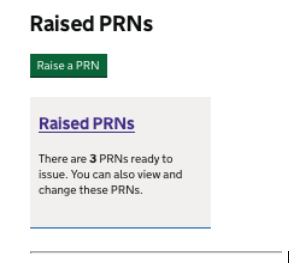 Raised PRNs
Raise a PRN
Raised PRNs
There are 3 PRNs ready to
issue. You can also view and
change these PRNs.